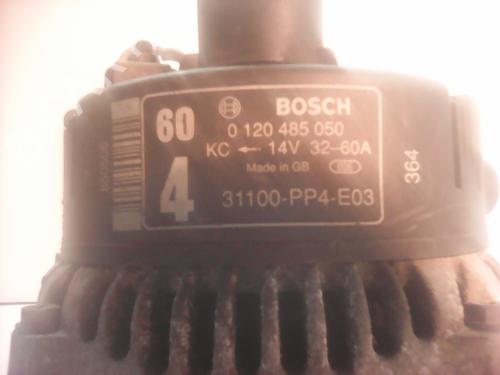 60
BOSCH
0 120 485 050
KC ← 14V 32-60A
Made in GB
4
31100-PP4-E03
364